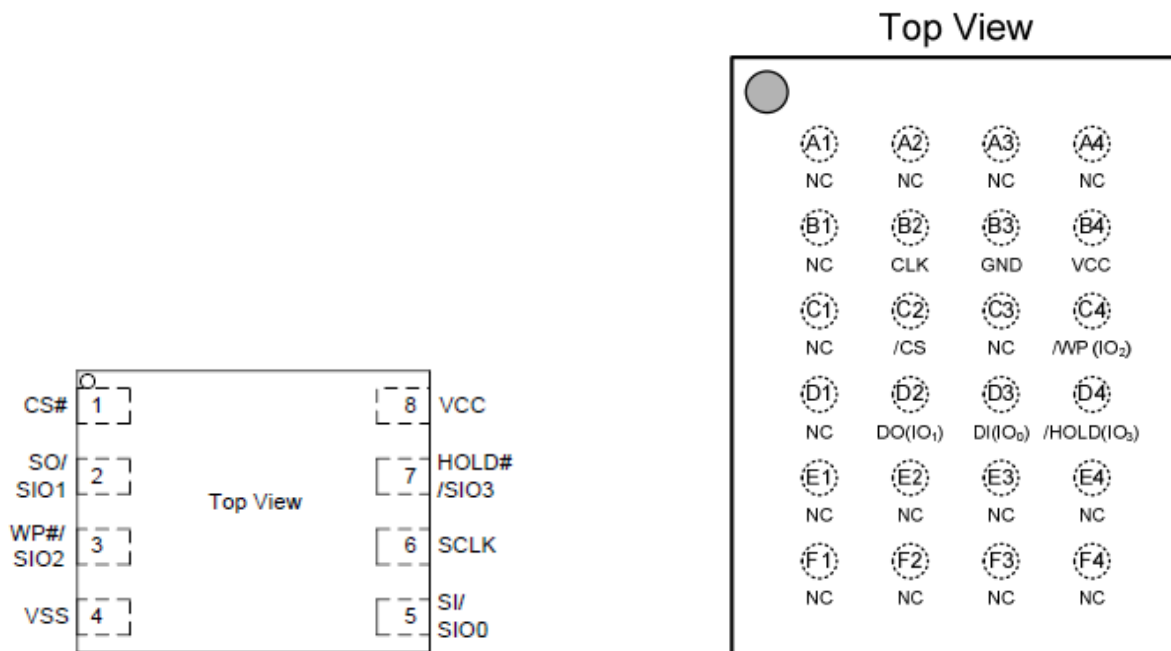 CS#
1
8
VCC
SO/
SIO1
2
HOLD#
/SIO3
7
Top View
WP#/
SIO2
3
6
SCLK
VSS
4
5
SI/
SIO0
Top View
A1 A2 A3 A4
NC NC NC NC
B1 B2 B3 B4
NC CLK GND VCC
C1 C2 C3 C4
NC /CS NC /WP (IO₂)
D1 D2 D3 D4
NC DO(IO₁) DI(IO₀) /HOLD(IO₃)
E1 E2 E3 E4
NC NC NC NC
F1 F2 F3 F4
NC NC NC NC